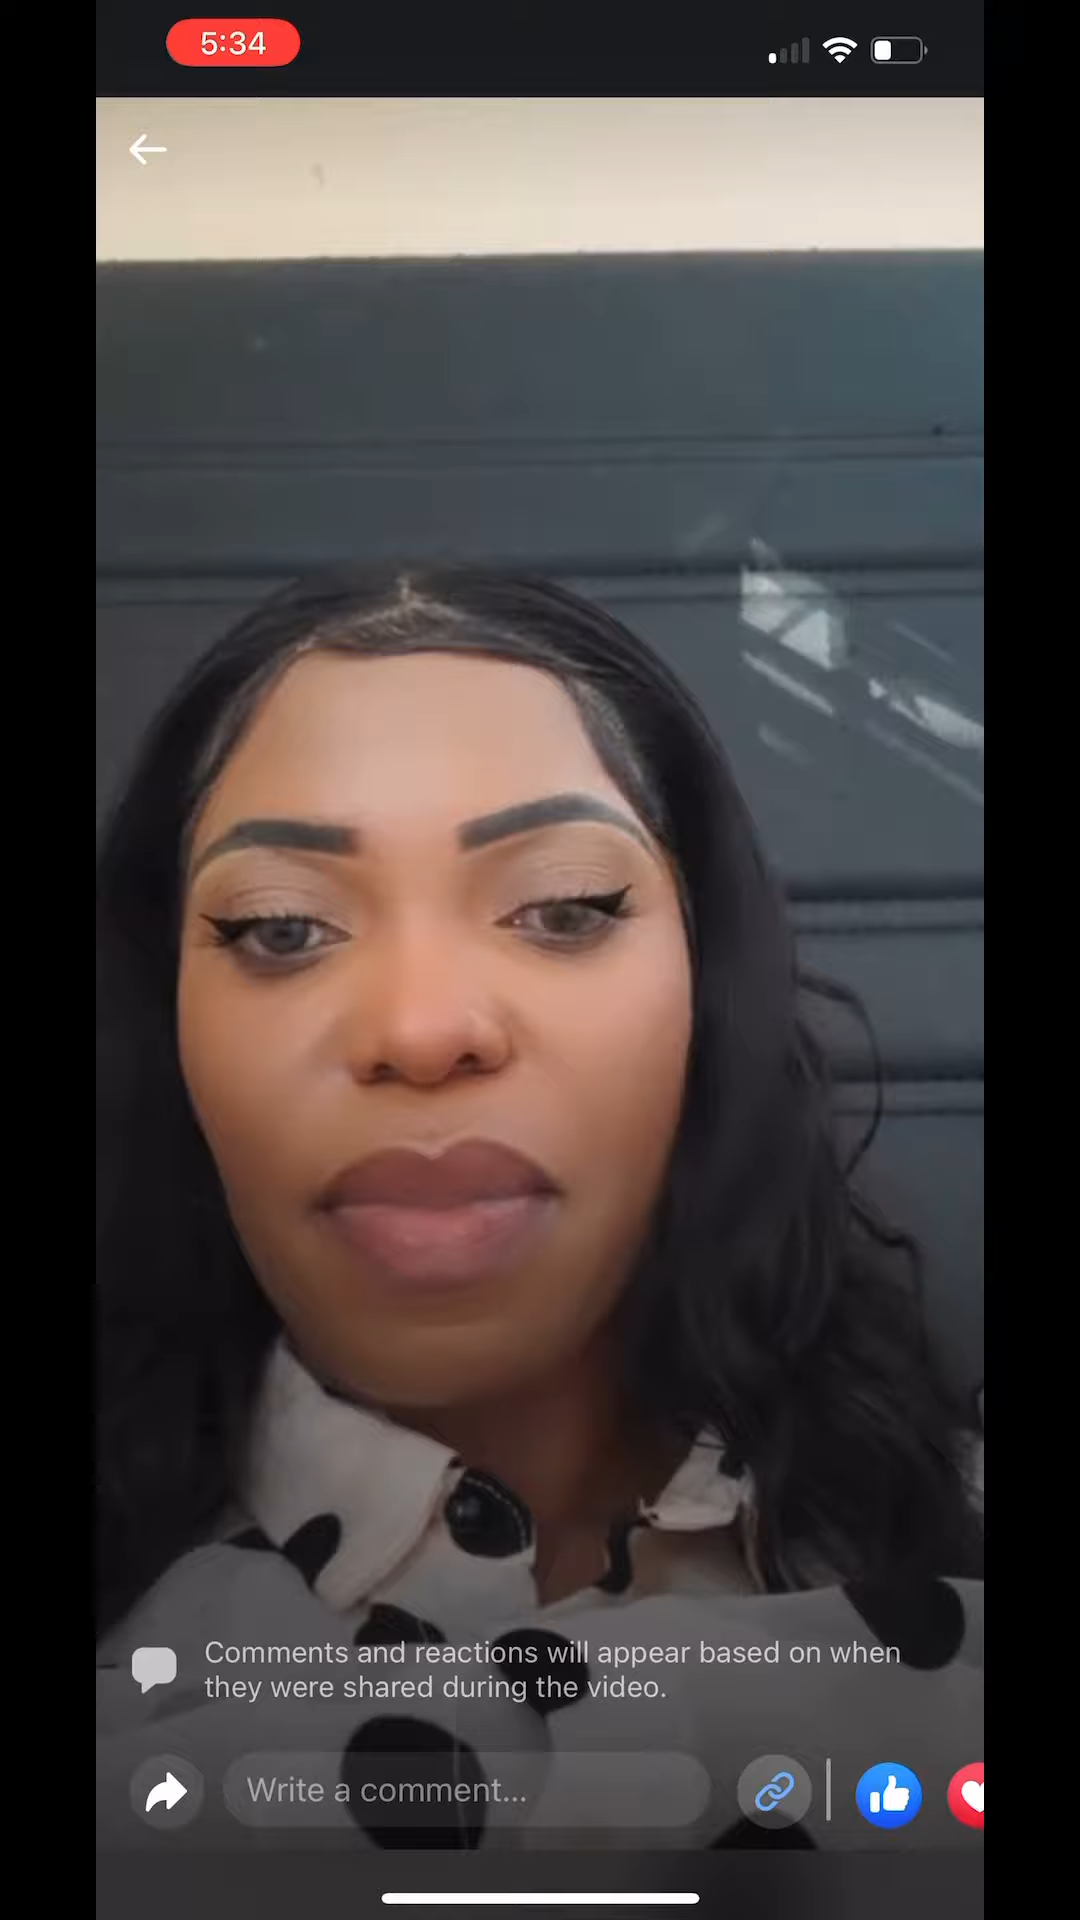 5:34
Comments and reactions will appear based on when
they were shared during the video.
Write a comment...